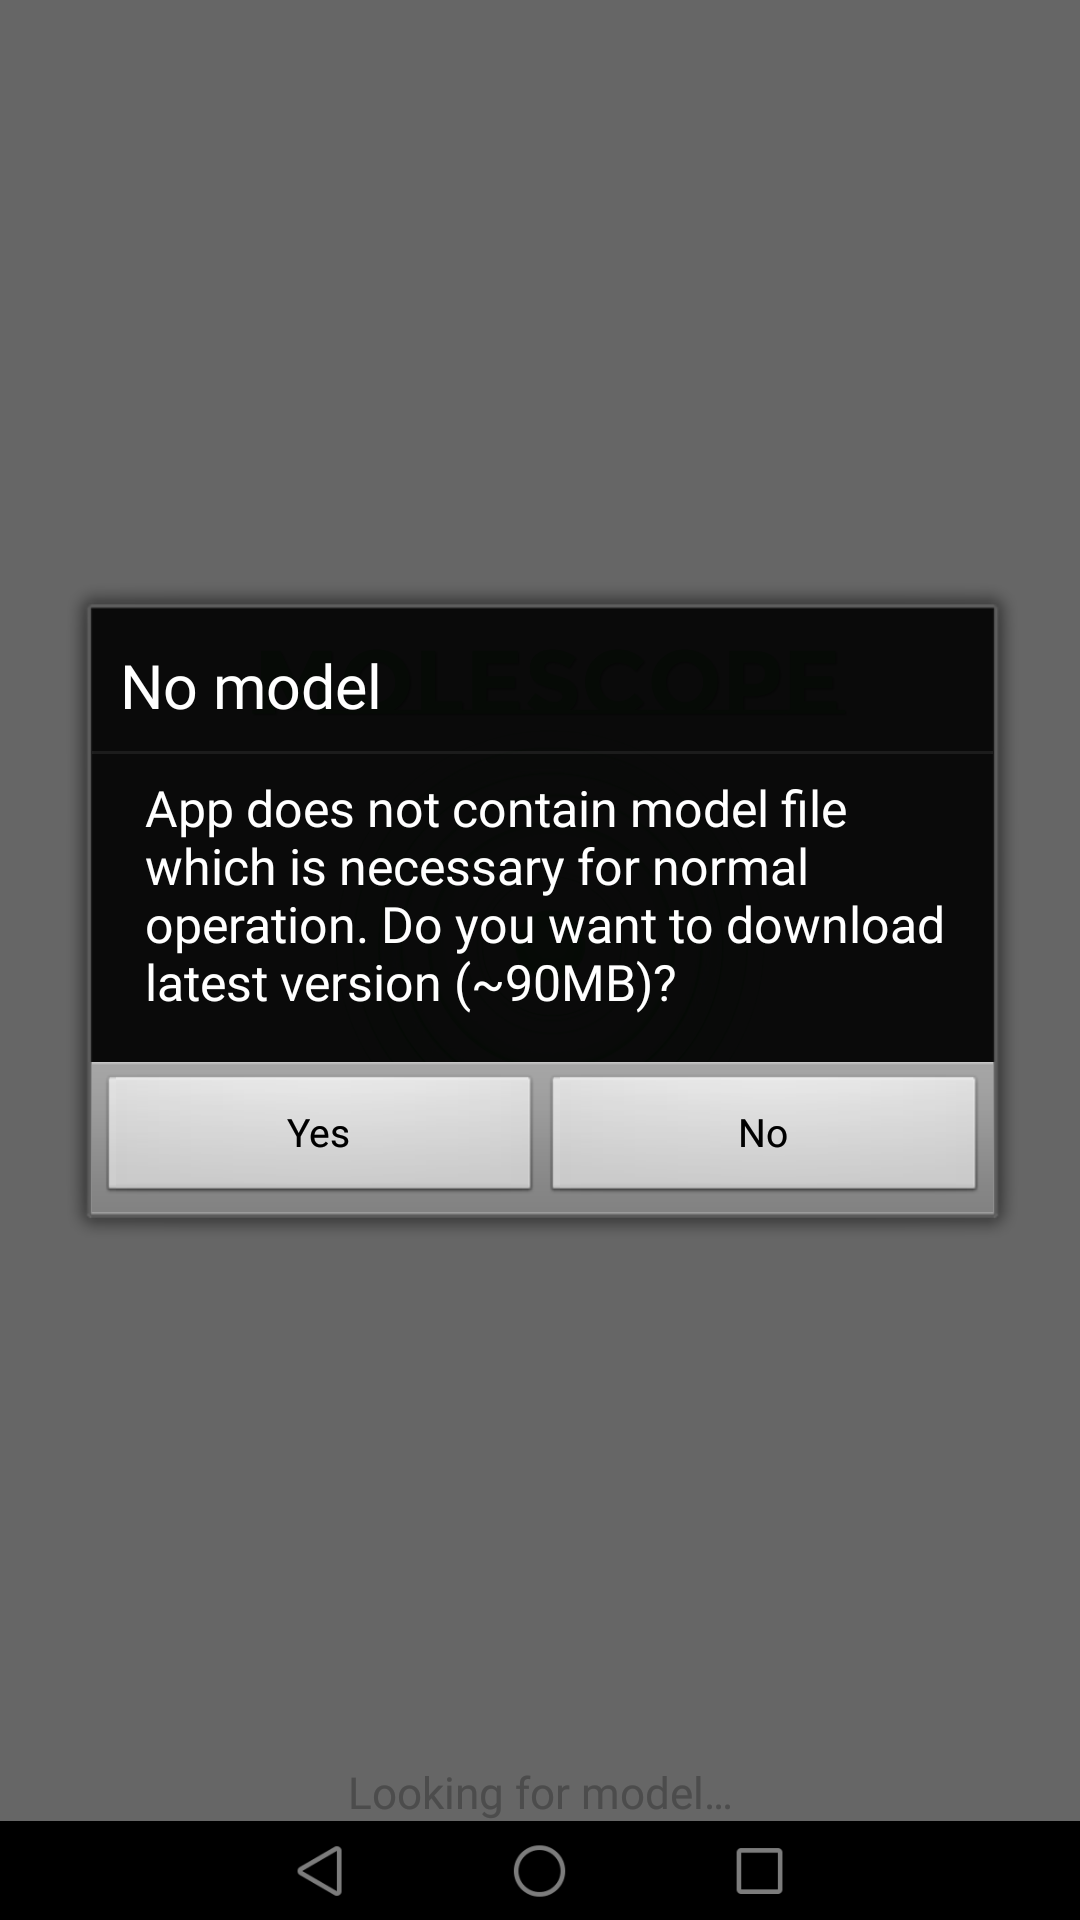 MOLESCOPE
No model
App does not contain model file
which is necessary for normal
operation. Do you want to download
latest version (~90MB)?
Yes
No
Looking for model...